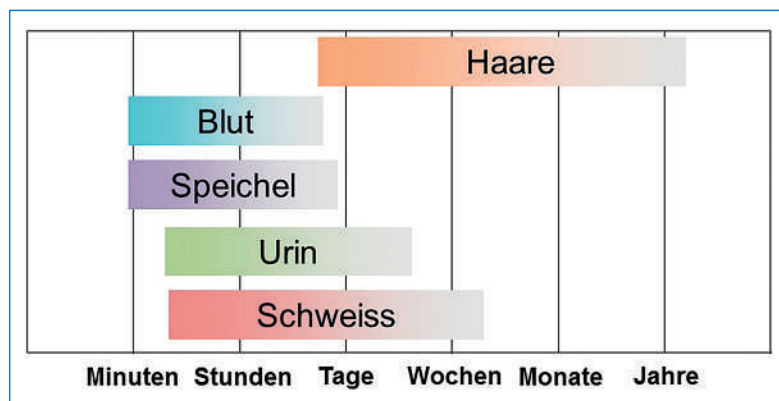 Haare
Blut
Speichel
Urin
Schweiss
Minuten Stunden Tage Wochen Monate Jahre